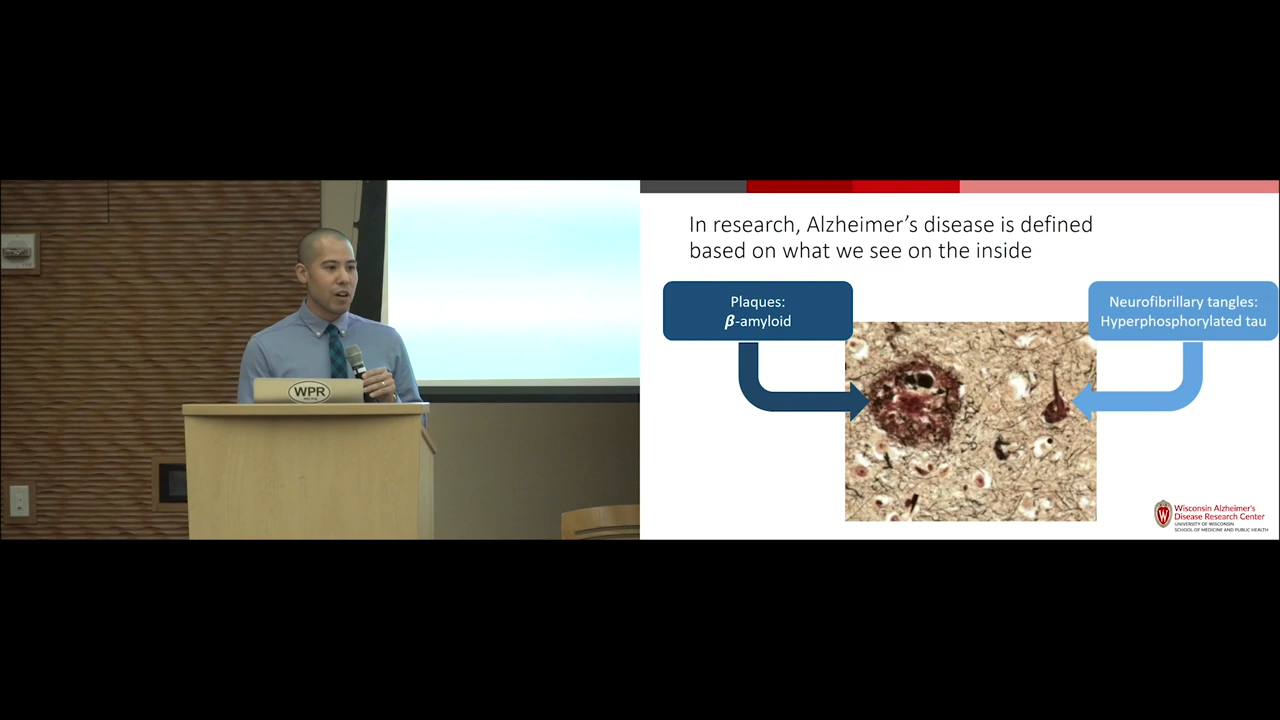 WPR
In research, Alzheimer's disease is defined
based on what we see on the inside
Plaques:
β-amyloid
Neurofibrillary tangles:
Hyperphosphorylated tau
W
Wisconsin Alzheimer's
Disease Research Center
UNIVERSITY OF WISCONSIN
SCHOOL OF MEDICINE AND PUBLIC HEALTH